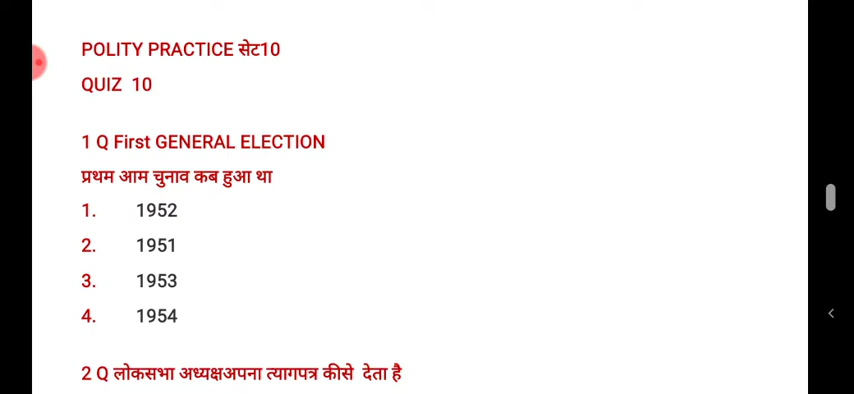 POLITY PRACTICE सेट10
QUIZ 10
1 Q First GENERAL ELECTION
प्रथम आम चुनाव कब हुआ था
1. 1952
2. 1951
3. 1953
4. 1954
2 Q लोकसभा अध्यक्षअपना त्यागपत्र कीसे देता है